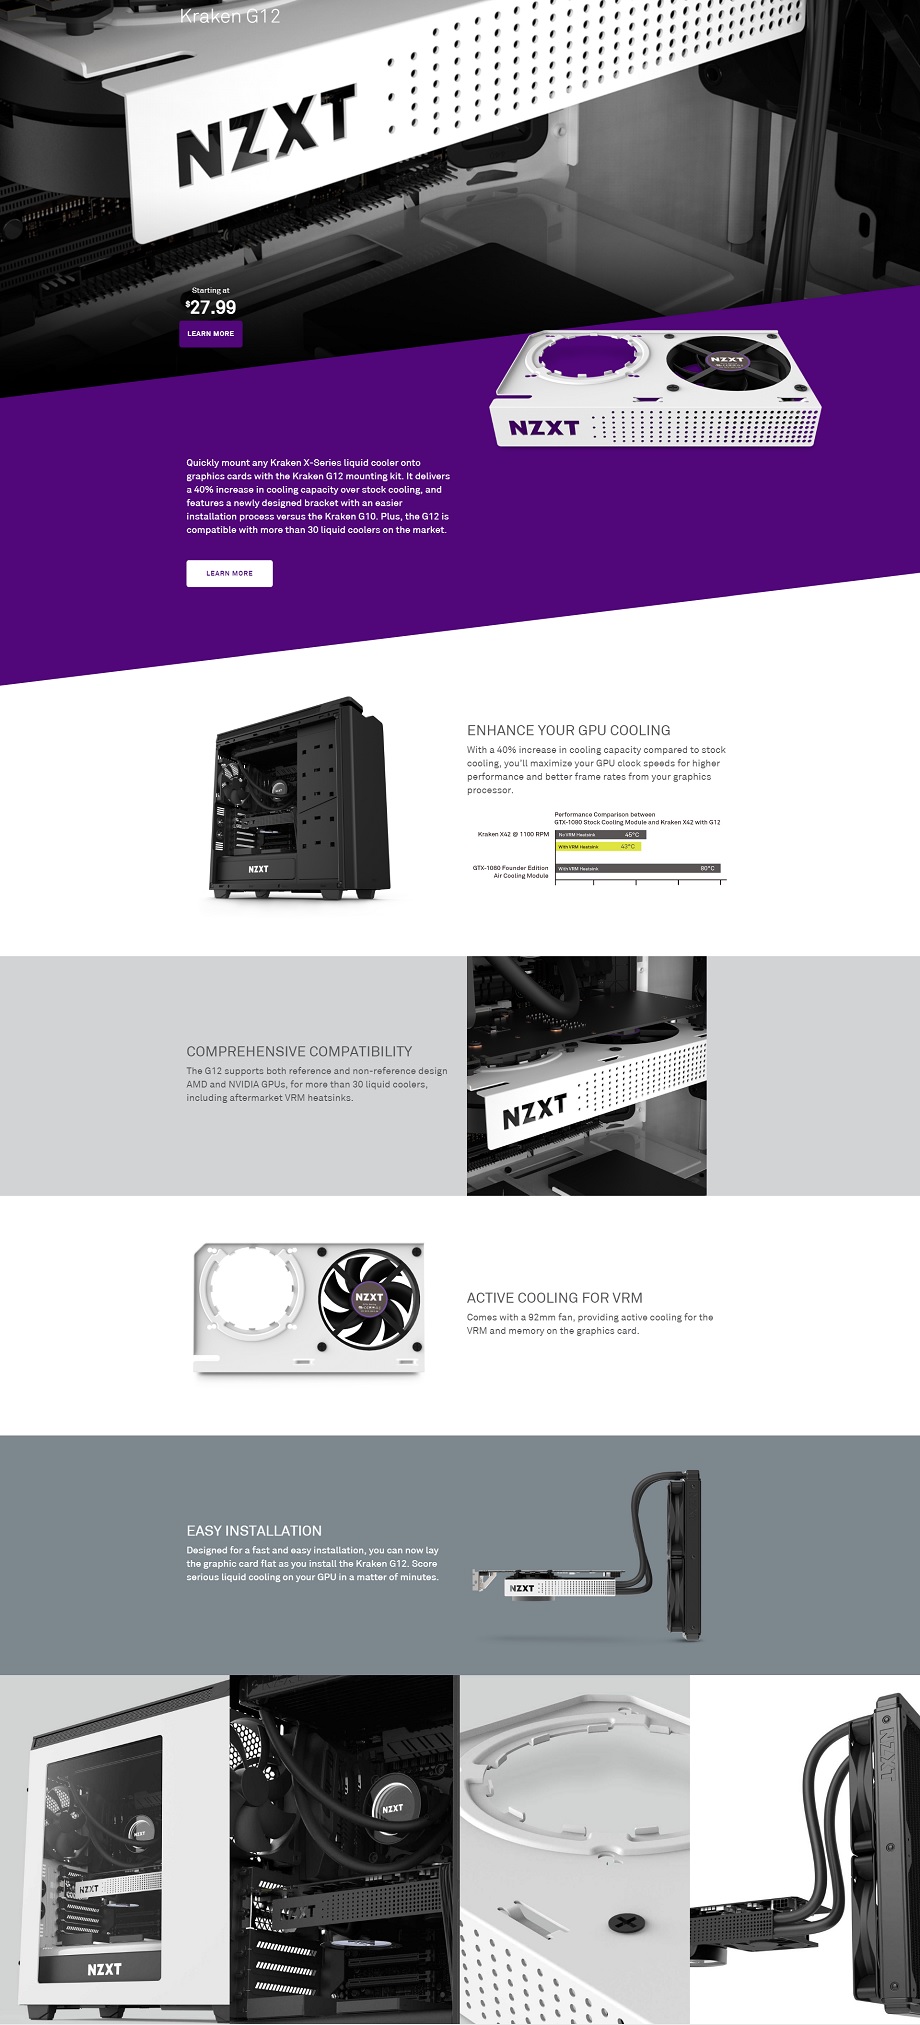 Kraken G12
NZXT
Starting at
$27.99
LEARN MORE
NZXT
NZXT
Quickly mount any Kraken X-Series liquid cooler onto
graphics cards with the Kraken G12 mounting kit. It delivers
a 40% increase in cooling capacity over stock cooling, and
features a newly designed bracket with an easier
installation process versus the Kraken G10. Plus, the G12 is
compatible with more than 30 liquid coolers on the market.
LEARN MORE
ENHANCE YOUR GPU COOLING
With a 40% increase in cooling capacity compared to stock
cooling, you'll maximize your GPU clock speeds for higher
performance and better frame rates from your graphics
processor.
Performance Comparison between
GTX-1080 Stock Cooling Module and Kraken X42 with G12
Kraken X42 @ 1100 RPM
No VRM Heatsink 45°C
With VRM Heatsink 43°C
GTX-1080 Founder Edition
Air Cooling Module
With VRM Heatsink 80°C
NZXT
COMPREHENSIVE COMPATIBILITY
The G12 supports both reference and non-reference design
AMD and NVIDIA GPUs, for more than 30 liquid coolers,
including aftermarket VRM heatsinks.
NZXT
NZXT
ACTIVE COOLING FOR VRM
Comes with a 92mm fan, providing active cooling for the
VRM and memory on the graphics card.
EASY INSTALLATION
Designed for a fast and easy installation, you can now lay
the graphic card flat as you install the Kraken G12. Score
serious liquid cooling on your GPU in a matter of minutes.
NZXT
NZXT
NZXT
NZXT
NZXT
NZXT
NZXT